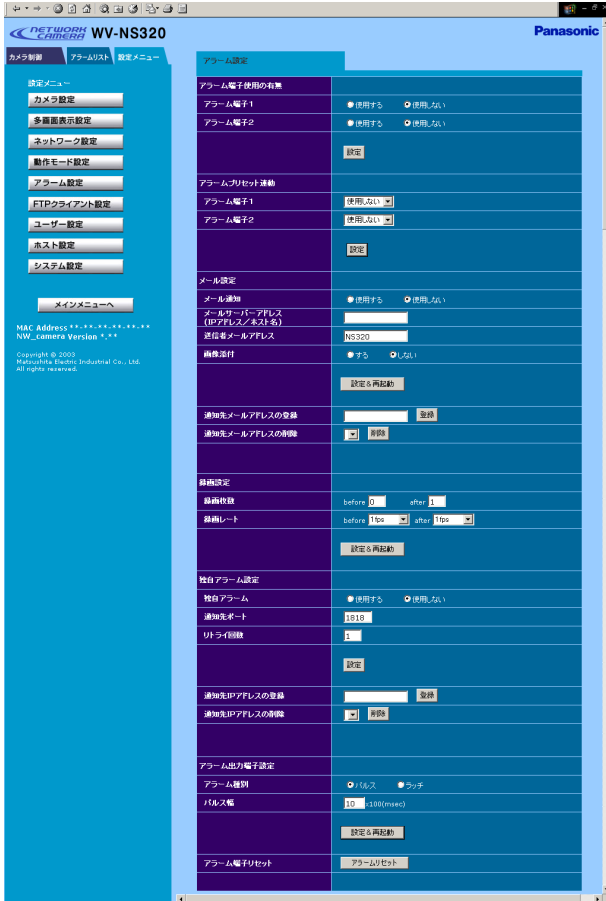 NETWORK CAMERA WV-NS320
Panasonic
カメラ制御
アラームリスト
設定メニュー
設定メニュー
カメラ設定
多画面表示設定
ネットワーク設定
動作モード設定
アラーム設定
FTPクライアント設定
ユーザー設定
ホスト設定
システム設定
メインメニューへ
MAC Address **-**-**-**-**-**
NW_camera Version *.**
Copyright © 2003
Matsushita Electric Industrial Co., Ltd.
All rights reserved.
アラーム設定
アラーム端子使用の有無
アラーム端子1 使用する 使用しない
アラーム端子2 使用する 使用しない
設定
アラームプリセット連動
アラーム端子1 使用しない
アラーム端子2 使用しない
設定
メール設定
メール通知 使用する 使用しない
メールサーバーアドレス
(IPアドレス/ホスト名)
送信者メールアドレス NS320
画像添付 する しない
設定&再起動
通知先メールアドレスの登録 登録
通知先メールアドレスの削除 削除
録画設定
録画枚数 before 0 after 1
録画レート before 1fps after 1fps
設定&再起動
独自アラーム設定
独自アラーム 使用する 使用しない
通知先ポート 1818
リトライ回数 1
設定
通知先IPアドレスの登録 登録
通知先IPアドレスの削除 削除
アラーム出力端子設定
アラーム種別 パルス ラッチ
パルス幅 10 x100(msec)
設定&再起動
アラーム端子リセット アラームリセット